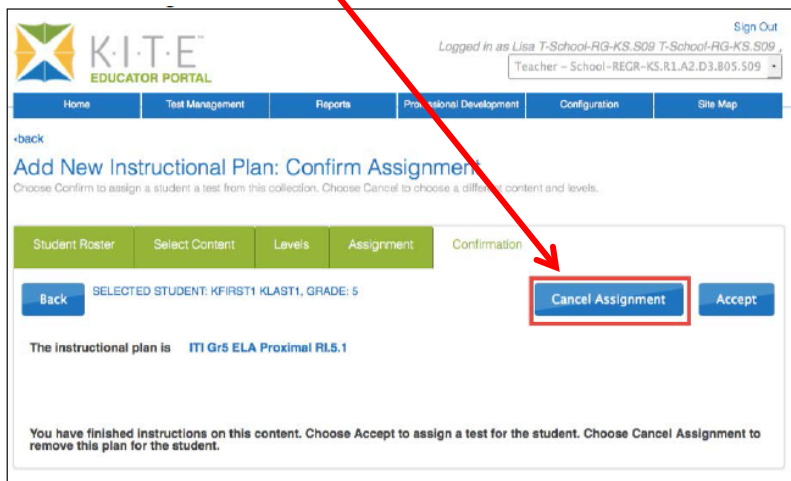 Sign Out
K·I·T·E™
EDUCATOR PORTAL
Logged in as Lisa T-School-RG-KS.S09 T-School-RG-KS.S09 ,
Teacher – School–REGR–KS.R1.A2.D3.B05.S09
Home Test Management Reports Professional Development Configuration Site Map
‹back
Add New Instructional Plan: Confirm Assignment
Choose Confirm to assign a student a test from this collection. Choose Cancel to choose a different content and levels.
Student Roster Select Content Levels Assignment Confirmation
Back SELECTED STUDENT: KFIRST1 KLAST1, GRADE: 5 Cancel Assignment Accept
The instructional plan is ITI Gr5 ELA Proximal RI.5.1
You have finished instructions on this content. Choose Accept to assign a test for the student. Choose Cancel Assignment to
remove this plan for the student.